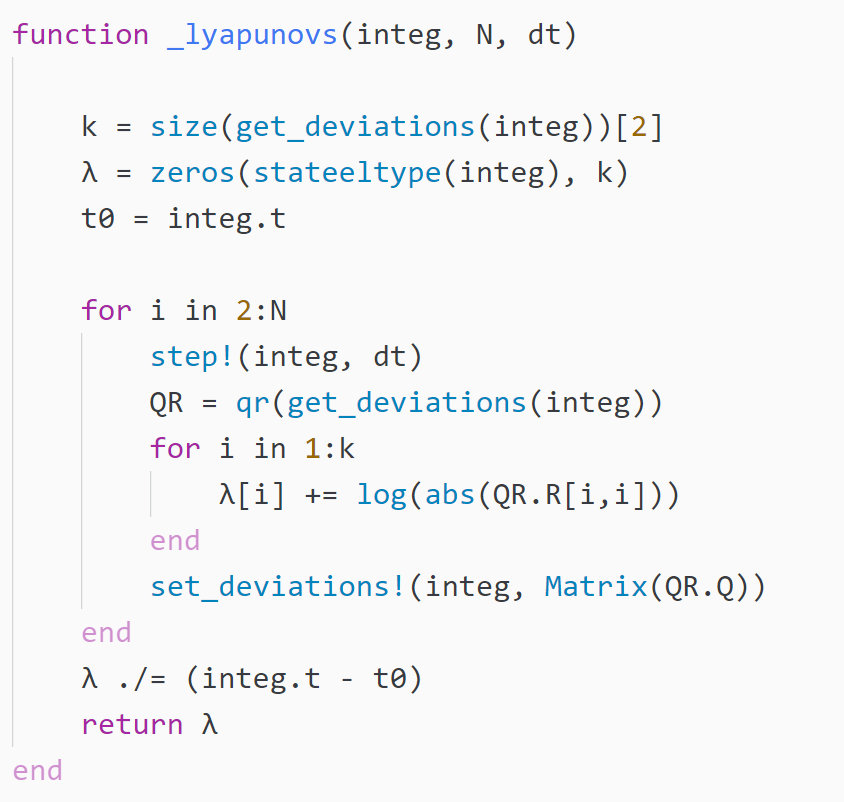 function _lyapunovs(integ, N, dt)
k = size(get_deviations(integ))[2]
λ = zeros(stateeltype(integ), k)
t0 = integ.t
for i in 2:N
step!(integ, dt)
QR = qr(get_deviations(integ))
for i in 1:k
λ[i] += log(abs(QR.R[i,i]))
end
set_deviations!(integ, Matrix(QR.Q))
end
λ ./= (integ.t - t0)
return λ
end